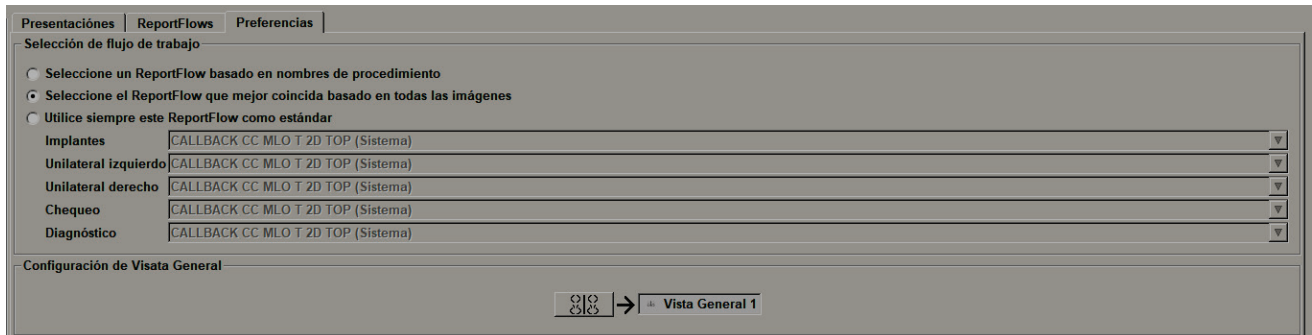 Presentaciónes ReportFlows Preferencias
Selección de flujo de trabajo
Seleccione un ReportFlow basado en nombres de procedimiento
Seleccione el ReportFlow que mejor coincida basado en todas las imágenes
Utilice siempre este ReportFlow como estándar
Implantes CALLBACK CC MLO T 2D TOP (Sistema)
Unilateral izquierdo CALLBACK CC MLO T 2D TOP (Sistema)
Unilateral derecho CALLBACK CC MLO T 2D TOP (Sistema)
Chequeo CALLBACK CC MLO T 2D TOP (Sistema)
Diagnóstico CALLBACK CC MLO T 2D TOP (Sistema)
Configuración de Visata General
Vista General 1